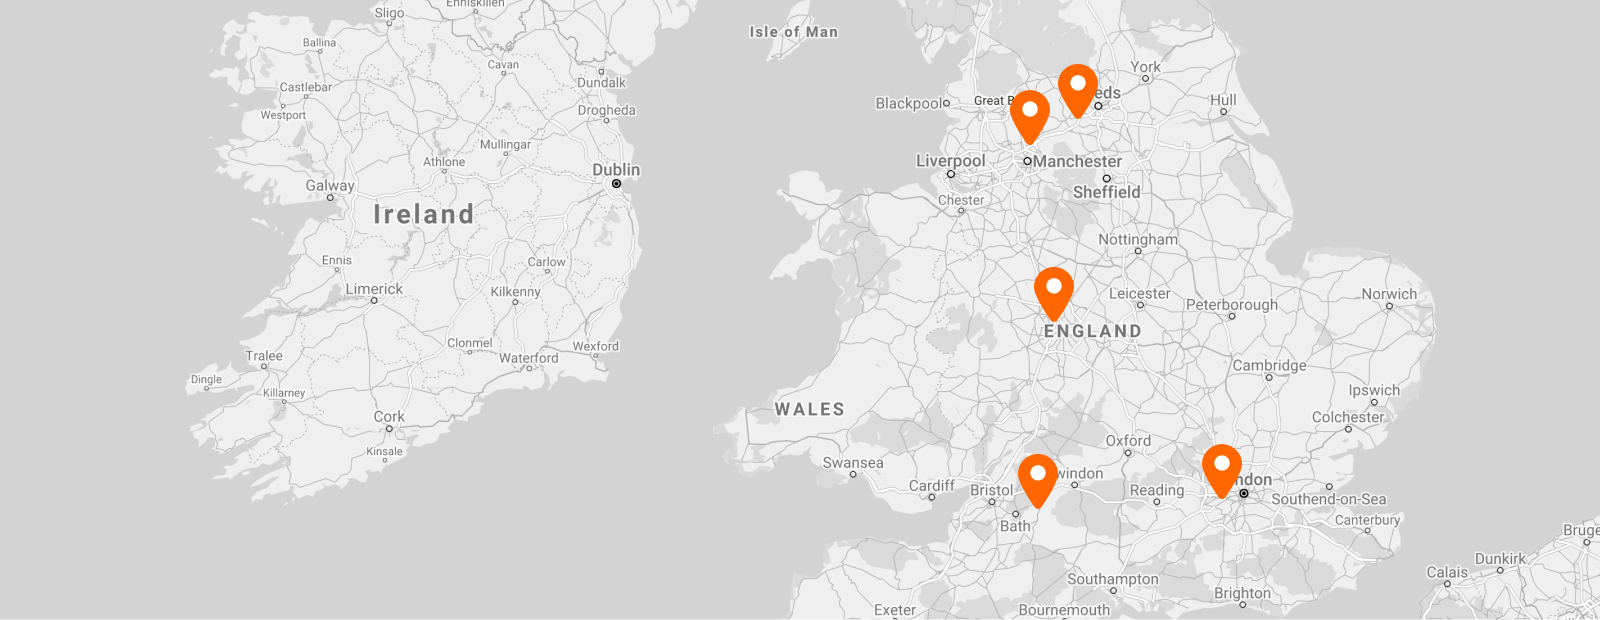 Sligo
Enniskillen
Isle of Man
Ballina
Cavan
York
Castlebar
Dundalk
eds
Blackpool
Great B
Hull
Westport
Drogheda
Mullingar
Athlone
Dublin
Liverpool
Manchester
Galway
Sheffield
Chester
Ireland
Nottingham
Ennis
Carlow
Limerick
Kilkenny
Leicester
Peterborough
Norwich
ENGLAND
Clonmel
Wexford
Tralee
Waterford
Cambridge
Dingle
Killarney
Ipswich
WALES
Cork
Colchester
Oxford
Kinsale
Swansea
windon
ndon
Cardiff
Bristol
Reading
Southend-on-Sea
Bath
Canterbury
Bruge
Dunkirk
Calais
Southampton
Brighton
Exeter
Bournemouth